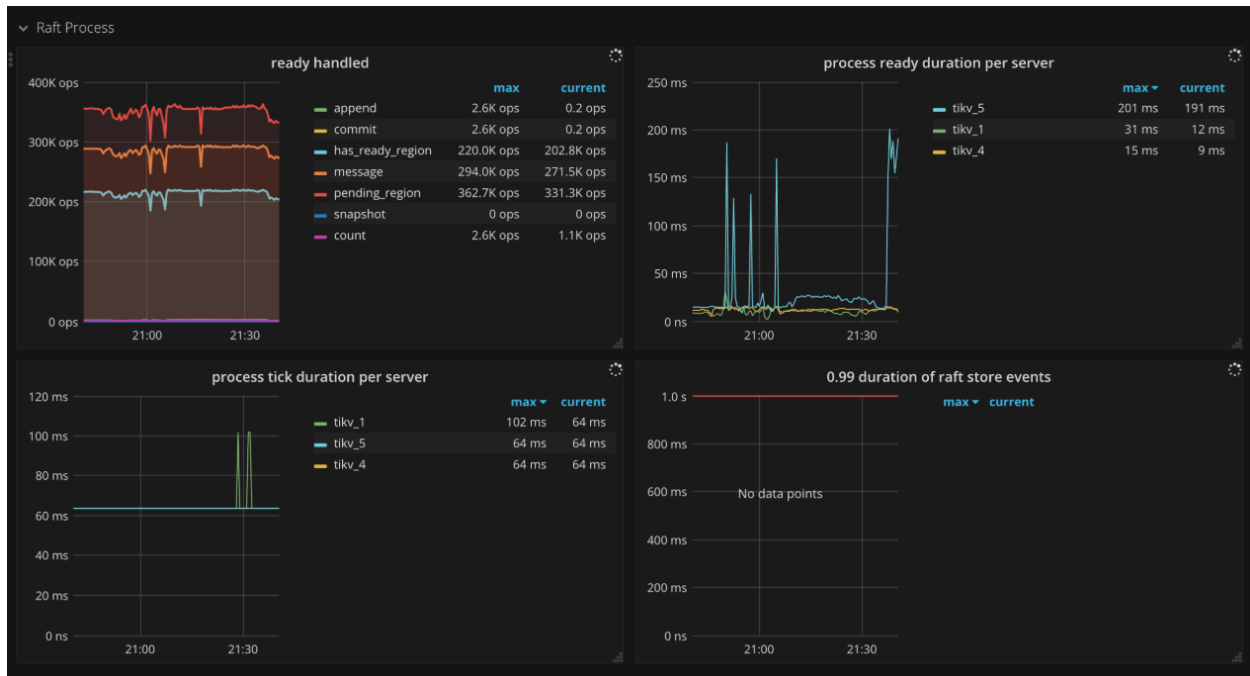 Raft Process
ready handled
400K ops
300K ops
200K ops
100K ops
0 ops
21:00 21:30
max current
append 2.6K ops 0.2 ops
commit 2.6K ops 0.2 ops
has_ready_region 220.0K ops 202.8K ops
message 294.0K ops 271.5K ops
pending_region 362.7K ops 331.3K ops
snapshot 0 ops 0 ops
count 2.6K ops 1.1K ops
process ready duration per server
250 ms
200 ms
150 ms
100 ms
50 ms
0 ns
21:00 21:30
max current
tikv_5 201 ms 191 ms
tikv_1 31 ms 12 ms
tikv_4 15 ms 9 ms
process tick duration per server
120 ms
100 ms
80 ms
60 ms
40 ms
20 ms
0 ns
21:00 21:30
max current
tikv_1 102 ms 64 ms
tikv_5 64 ms 64 ms
tikv_4 64 ms 64 ms
0.99 duration of raft store events
1.0 s
800 ms
600 ms
400 ms
200 ms
0 ns
No data points
21:00 21:30
max current